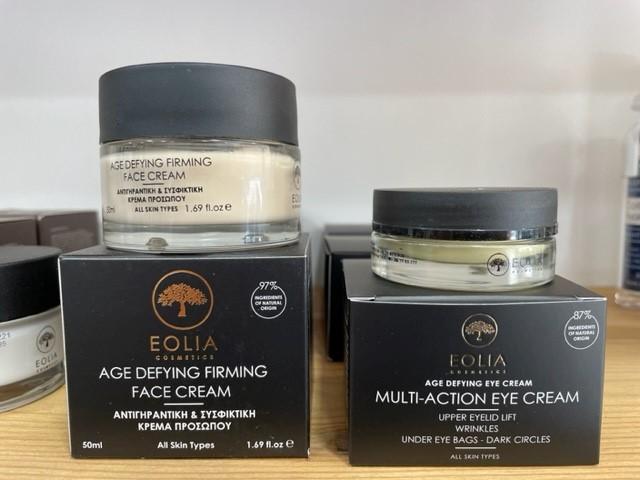 AGE DEFYING FIRMING
FACE CREAM
ΑΝΤΙΓΗΡΑΝΤΙΚΗ & ΣΥΣΦΙΚΤΙΚΗ
ΚΡΕΜΑ ΠΡΟΣΩΠΟΥ
50ml ALL SKIN TYPES 1.69 fl.oz e
EOLIA
97%
INGREDIENTS
OF NATURAL
ORIGIN
EOLIA
COSMETICS
AGE DEFYING FIRMING
FACE CREAM
ΑΝΤΙΓΗΡΑΝΤΙΚΗ & ΣΥΣΦΙΚΤΙΚΗ
ΚΡΕΜΑ ΠΡΟΣΩΠΟΥ
50ml All Skin Types 1.69 fl.oz e
EOLIA
87%
INGREDIENTS
OF NATURAL
ORIGIN
EOLIA
COSMETICS
AGE DEFYING EYE CREAM
MULTI-ACTION EYE CREAM
UPPER EYELID LIFT
WRINKLES
UNDER EYE BAGS - DARK CIRCLES
ALL SKIN TYPES